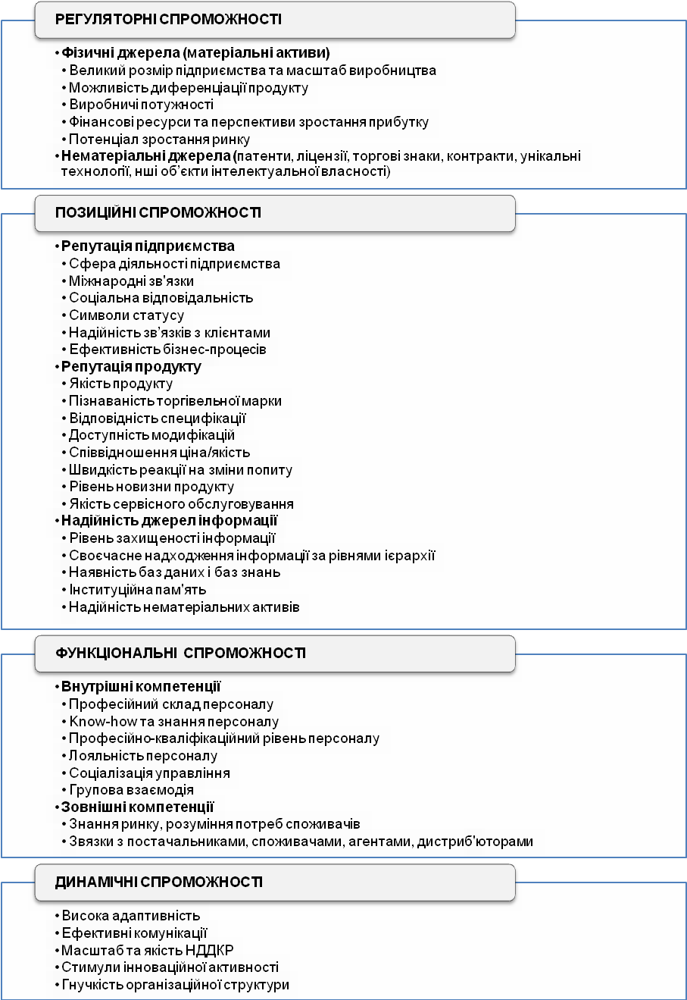 РЕГУЛЯТОРНІ СПРОМОЖНОСТІ
• Фізичні джерела (матеріальні активи)
• Великий розмір підприємства та масштаб виробництва
• Можливість диференціації продукту
• Виробничі потужності
• Фінансові ресурси та перспективи зростання прибутку
• Потенціал зростання ринку
• Нематеріальні джерела (патенти, ліцензії, торгові знаки, контракти, унікальні
технології, нші об’єкти інтелектуальної власності)
ПОЗИЦІЙНІ СПРОМОЖНОСТІ
• Репутація підприємства
• Сфера діяльності підприємства
• Міжнародні зв'язки
• Соціальна відповідальність
• Символи статусу
• Надійність зв’язків з клієнтами
• Ефективність бізнес-процесів
• Репутація продукту
• Якість продукту
• Пізнаваність торгівельної марки
• Відповідність специфікації
• Доступність модифікацій
• Співвідношення ціна/якість
• Швидкість реакції на зміни попиту
• Рівень новизни продукту
• Якість сервісного обслуговування
• Надійність джерел інформації
• Рівень захищеності інформації
• Своєчасне надходження інформації за рівнями ієрархії
• Наявність баз даних і баз знань
• Інституційна пам'ять
• Надійність нематеріальних активів
ФУНКЦІОНАЛЬНІ СПРОМОЖНОСТІ
• Внутрішні компетенції
• Професійний склад персоналу
• Know-how та знання персоналу
• Професійно-кваліфікаційний рівень персоналу
• Лояльність персоналу
• Соціалізація управління
• Групова взаємодія
• Зовнішні компетенції
• Знання ринку, розуміння потреб споживачів
• Звязки з постачальниками, споживачами, агентами, дистриб'юторами
ДИНАМІЧНІ СПРОМОЖНОСТІ
• Висока адаптивність
• Ефективні комунікації
• Масштаб та якість НДДКР
• Стимули інноваційної активності
• Гнучкість організаційної структури